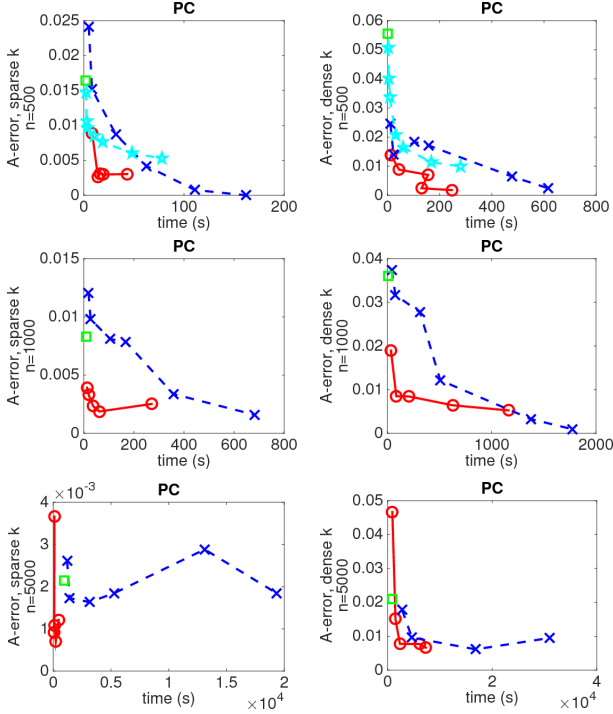 PC
A-error, sparse k
n=500
0.025
0.02
0.015
0.01
0.005
0
0
100
200
time (s)
PC
A-error, dense k
n=500
0.06
0.05
0.04
0.03
0.02
0.01
0
0
200
400
600
800
time (s)
PC
A-error, sparse k
n=1000
0.015
0.01
0.005
0
0
200
400
600
800
time (s)
PC
A-error, dense k
n=1000
0.04
0.03
0.02
0.01
0
0
1000
2000
time (s)
PC
×10⁻³
A-error, sparse k
n=5000
4
3
2
1
0
0
0.5
1
1.5
2
time (s)
×10⁴
PC
A-error, dense k
n=5000
0.05
0.04
0.03
0.02
0.01
0
0
2
4
time (s)
×10⁴